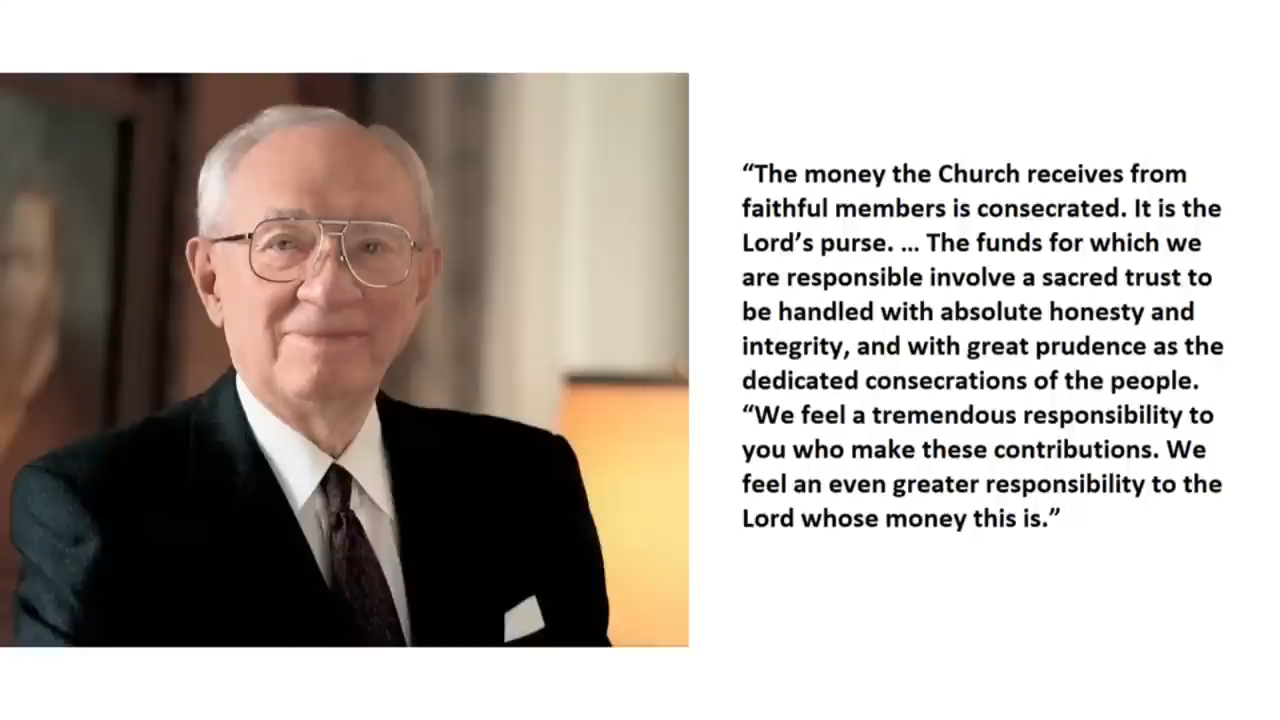 “The money the Church receives from
faithful members is consecrated. It is the
Lord’s purse. … The funds for which we
are responsible involve a sacred trust to
be handled with absolute honesty and
integrity, and with great prudence as the
dedicated consecrations of the people.
“We feel a tremendous responsibility to
you who make these contributions. We
feel an even greater responsibility to the
Lord whose money this is.”